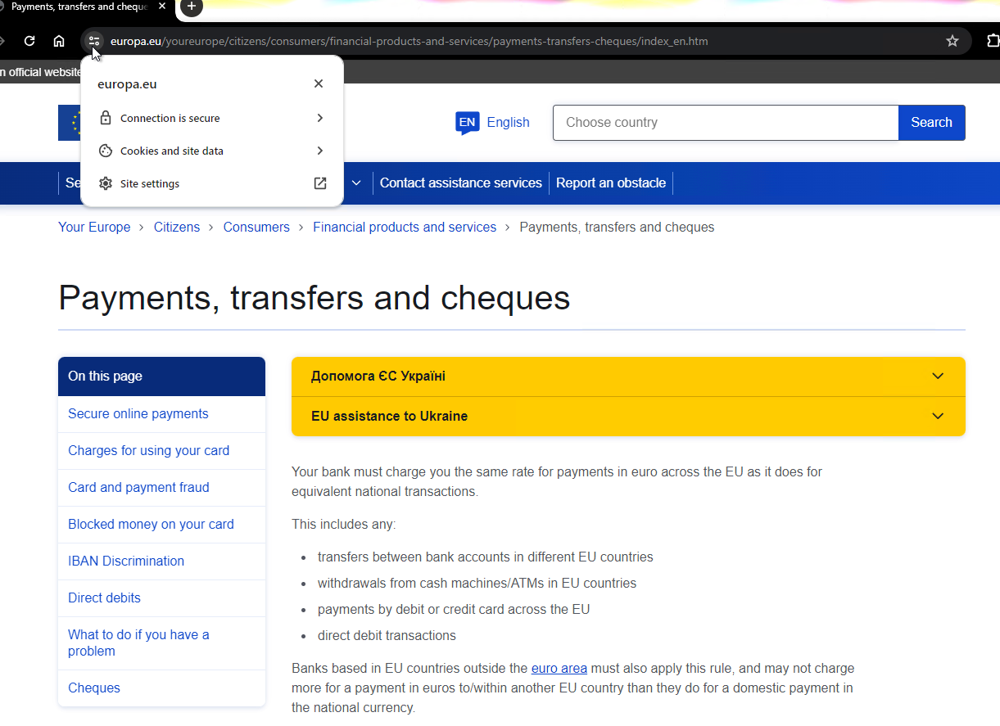 Payments, transfers and cheque
europa.eu/youreurope/citizens/consumers/financial-products-and-services/payments-transfers-cheques/index_en.htm
n official website
europa.eu
Connection is secure
Cookies and site data
Site settings
EN English
Choose country
Search
Se
Contact assistance services
Report an obstacle
Your Europe > Citizens > Consumers > Financial products and services > Payments, transfers and cheques
Payments, transfers and cheques
On this page
Secure online payments
Charges for using your card
Card and payment fraud
Blocked money on your card
IBAN Discrimination
Direct debits
What to do if you have a
problem
Cheques
Допомога ЄС Україні
EU assistance to Ukraine
Your bank must charge you the same rate for payments in euro across the EU as it does for
equivalent national transactions.
This includes any:
• transfers between bank accounts in different EU countries
• withdrawals from cash machines/ATMs in EU countries
• payments by debit or credit card across the EU
• direct debit transactions
Banks based in EU countries outside the euro area must also apply this rule, and may not charge
more for a payment in euros to/within another EU country than they do for a domestic payment in
the national currency.